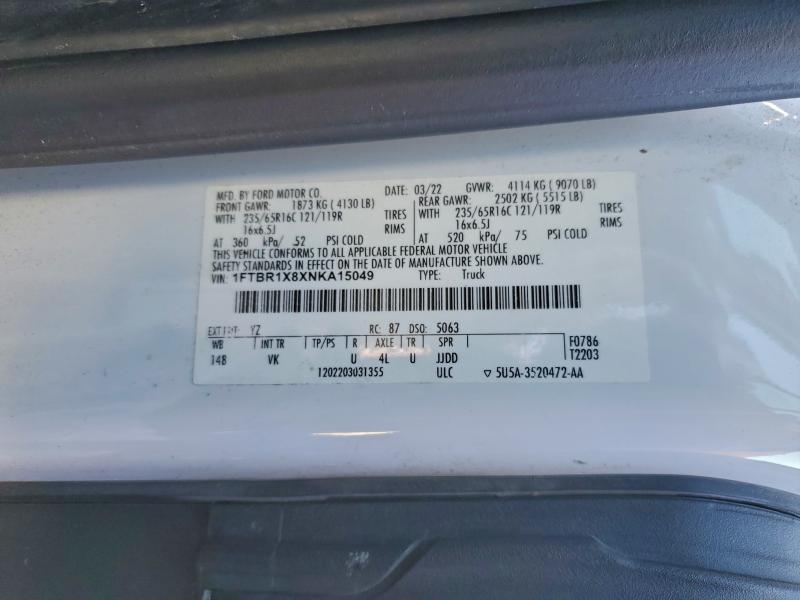 MFD. BY FORD MOTOR CO. DATE: 03/22 GVWR: 4114 KG ( 9070 LB)
FRONT GAWR: 1873 KG ( 4130 LB) REAR GAWR: 2502 KG ( 5515 LB)
WITH 235/65R16C 121/119R TIRES WITH 235/65R16C 121/119R TIRES
16x6.5J RIMS 16x6.5J RIMS
AT 360 kPa/ 52 PSI COLD AT 520 kPa/ 75 PSI COLD
THIS VEHICLE CONFORMS TO ALL APPLICABLE FEDERAL MOTOR VEHICLE
SAFETY STANDARDS IN EFFECT ON THE DATE OF MANUFACTURE SHOWN ABOVE.
VIN: 1FTBR1X8XNKA15049 TYPE: Truck
EXT PNT: YZ RC: 87 DSO: 5063
WB INT TR TP/PS R AXLE TR SPR F0786
148 VK U 4L U JJDD T2203
1202203031355 ULC ▽ 5U5A-3520472-AA